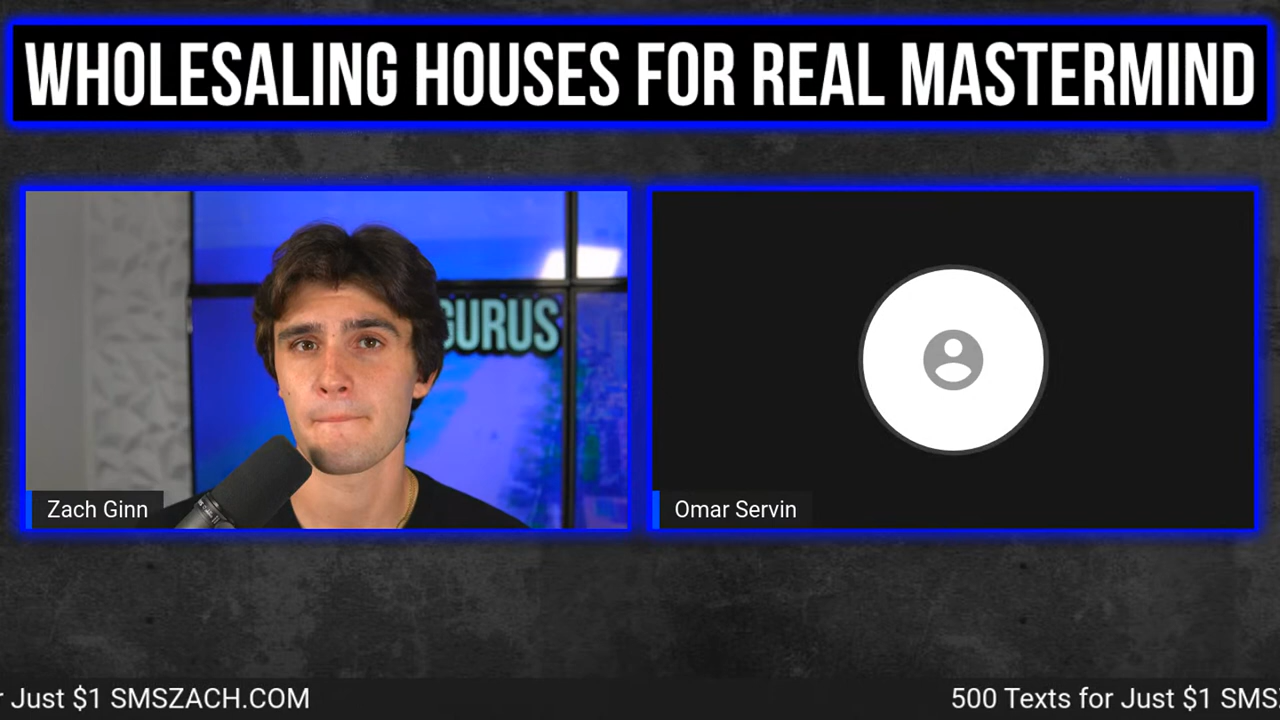 WHOLESALING HOUSES FOR REAL MASTERMIND
GURUS
Zach Ginn
Omar Servin
r Just $1 SMSZACH.COM
500 Texts for Just $1 SMSZ